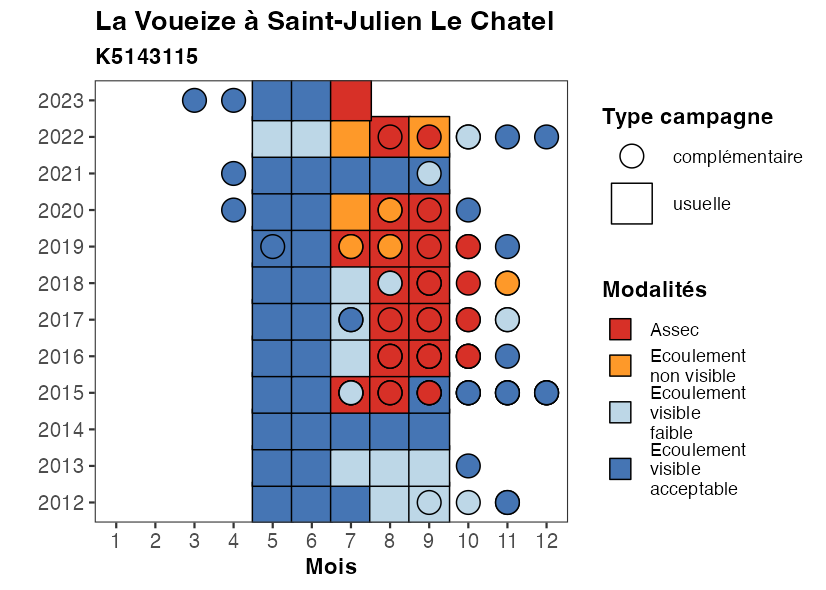 La Voueize à Saint-Julien Le Chatel
K5143115
2023
2022
2021
2020
2019
2018
2017
2016
2015
2014
2013
2012
1 2 3 4 5 6 7 8 9 10 11 12
Mois
Type campagne
complémentaire
usuelle
Modalités
Assec
Ecoulement
non visible
Ecoulement
visible
faible
Ecoulement
visible
acceptable